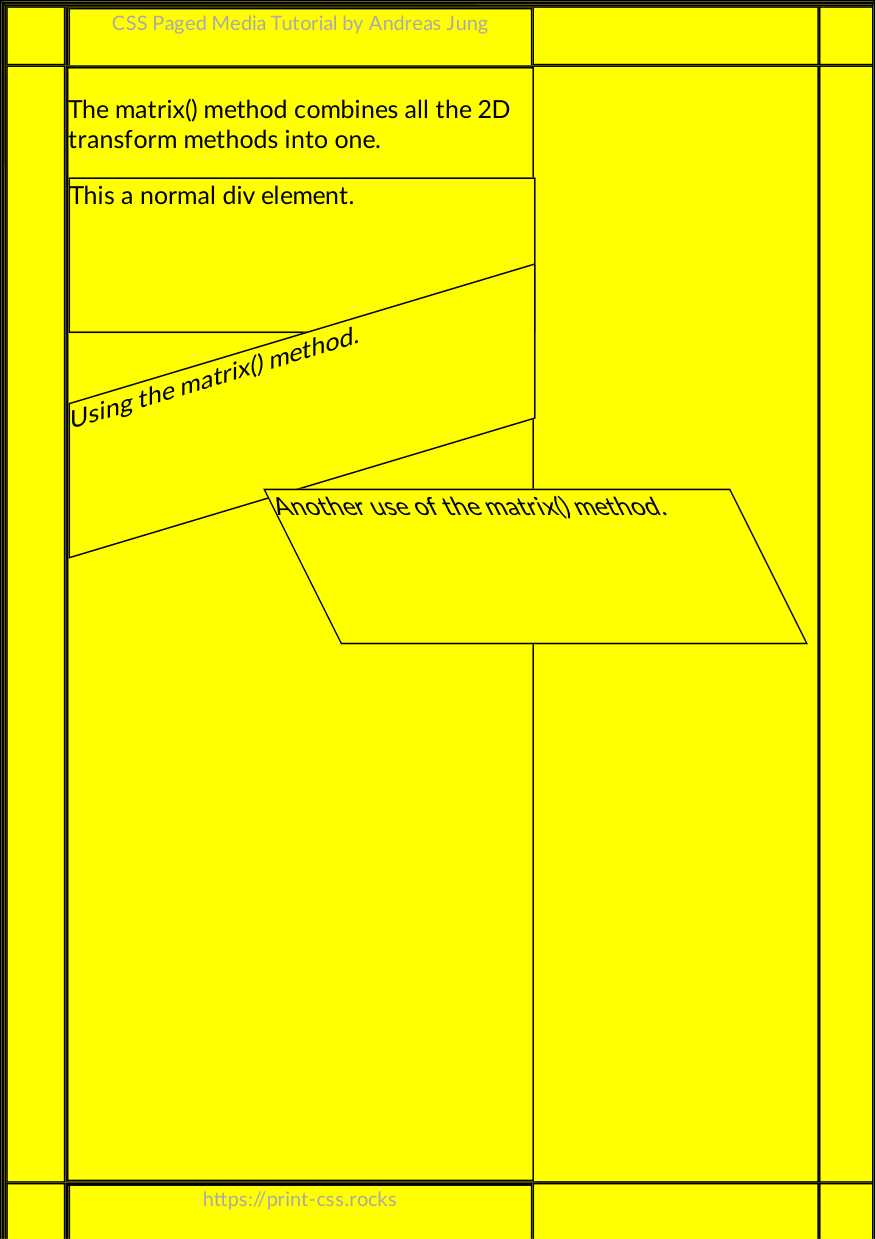 CSS Paged Media Tutorial by Andreas Jung
The matrix() method combines all the 2D
transform methods into one.
This a normal div element.
Using the matrix() method.
Another use of the matrix() method.
https://print-css.rocks